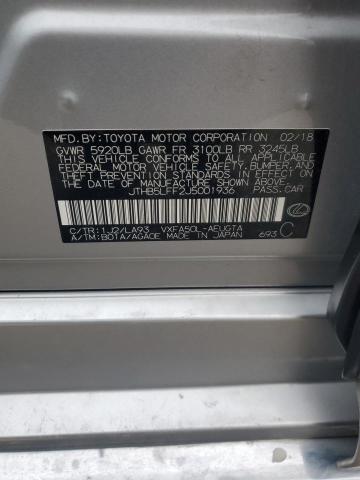 MFD. BY: TOYOTA MOTOR CORPORATION 02/18
GVWR 5920LB GAWR FR 3100LB RR 3245LB
THIS VEHICLE CONFORMS TO ALL APPLICABLE
FEDERAL MOTOR VEHICLE SAFETY, BUMPER, AND
THEFT PREVENTION STANDARDS IN EFFECT ON
THE DATE OF MANUFACTURE SHOWN ABOVE.
JTHB5LFF2J5001936 PASS.CAR
C/TR:1J2/LA93 VXFA50L-AEUGTA
A/TM:B01A/AGA0E MADE IN JAPAN 693 C